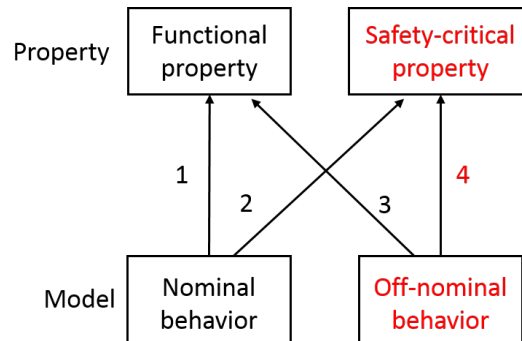 Property
Functional
property
Safety-critical
property
1
2
3
4
Model
Nominal
behavior
Off-nominal
behavior